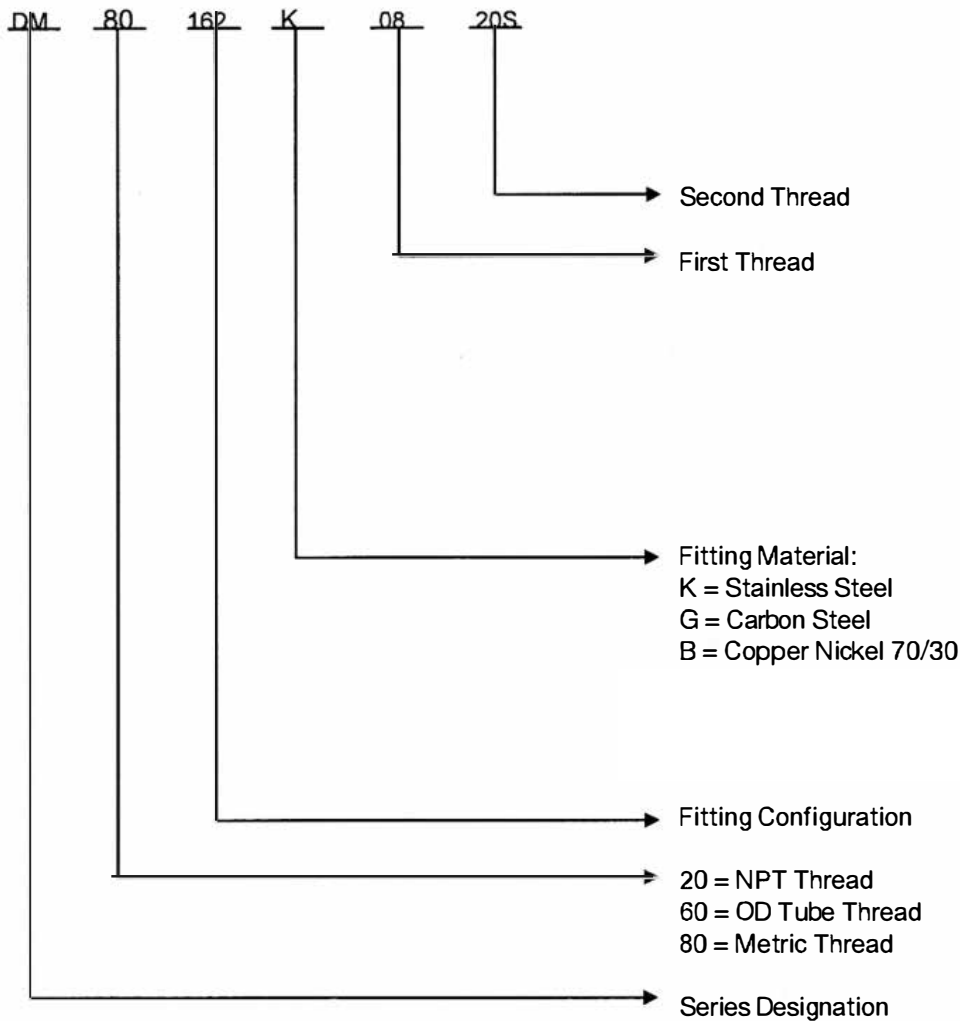 DM 80 162 K 08 20S
Second Thread
First Thread
Fitting Material:
K = Stainless Steel
G = Carbon Steel
B = Copper Nickel 70/30
Fitting Configuration
20 = NPT Thread
60 = OD Tube Thread
80 = Metric Thread
Series Designation